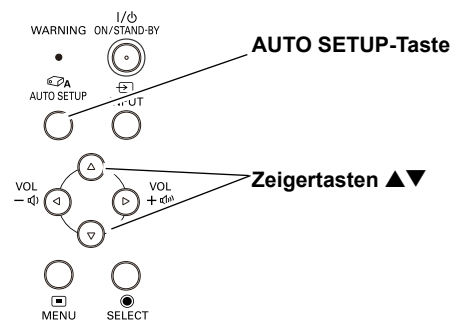 I/⏻
WARNING ON/STAND-BY
AUTO SETUP-Taste
A
AUTO SETUP INPUT
VOL VOL
− +
Zeigertasten ▲▼
MENU SELECT